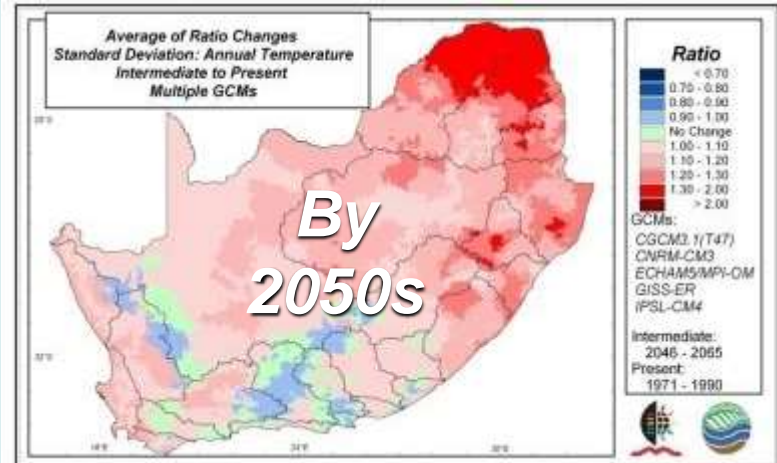 Average of Ratio Changes
Standard Deviation: Annual Temperature
Intermediate to Present
Multiple GCMs
By
2050s
Ratio
< 0.70
0.70 - 0.80
0.80 - 0.90
0.90 - 1.00
No Change
1.00 - 1.10
1.10 - 1.20
1.20 - 1.30
1.30 - 2.00
> 2.00
GCMs:
CGCM3.1(T47)
CNRM-CM3
ECHAM5/MPI-OM
GISS-ER
IPSL-CM4
Intermediate:
2046 - 2065
Present:
1971 - 1990